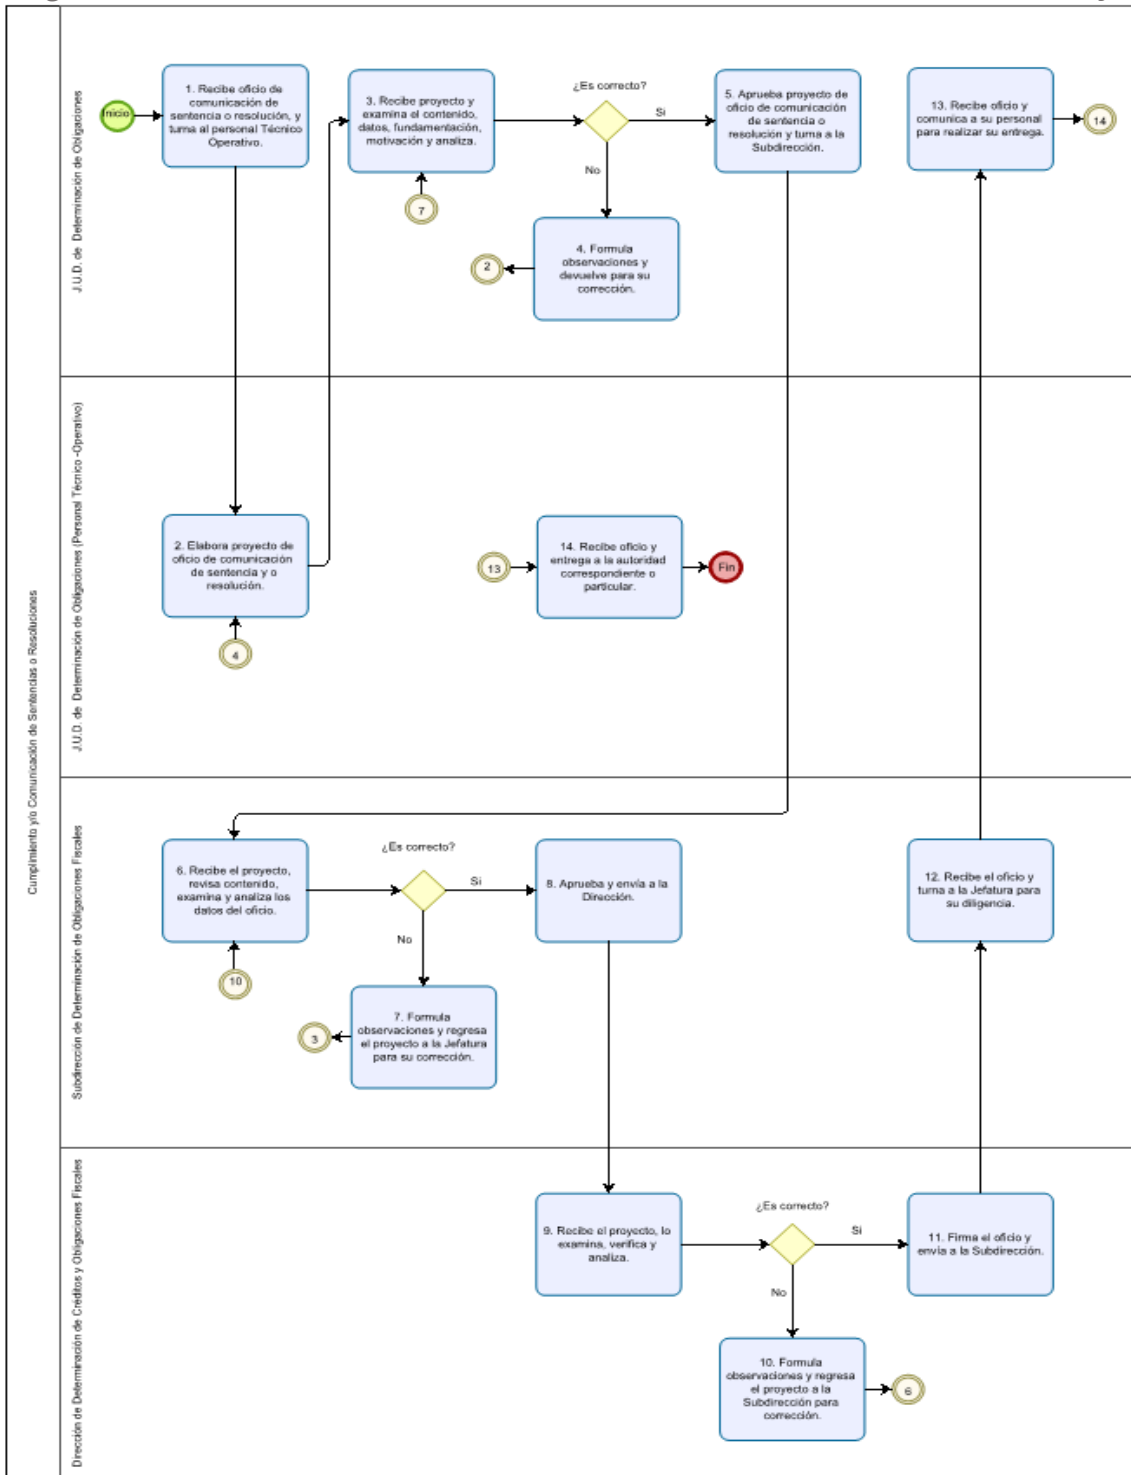 Cumplimiento y/o Comunicación de Sentencias o Resoluciones
J.U.D. de Determinación de Obligaciones
Inicio
1. Recibe oficio de
comunicación de
sentencia o resolución, y
turna al personal Técnico
Operativo.
3. Recibe proyecto y
examina el contenido,
datos, fundamentación,
motivación y analiza.
7
¿Es correcto?
Si
No
4. Formula
observaciones y
devuelve para su
corrección.
2
5. Aprueba proyecto de
oficio de comunicación
de sentencia o
resolución y turna a la
Subdirección.
13. Recibe oficio y
comunica a su personal
para realizar su entrega.
14
J.U.D. de Determinación de Obligaciones (Personal Técnico -Operativo)
2. Elabora proyecto de
oficio de comunicación
de sentencia y o
resolución.
4
13
14. Recibe oficio y
entrega a la autoridad
correspondiente o
particular.
Fin
Subdirección de Determinación de Obligaciones Fiscales
6. Recibe el proyecto,
revisa contenido,
examina y analiza los
datos del oficio.
10
¿Es correcto?
Si
No
7. Formula
observaciones y regresa
el proyecto a la Jefatura
para su corrección.
3
8. Aprueba y envía a la
Dirección.
12. Recibe el oficio y
turna a la Jefatura para
su diligencia.
Dirección de Determinación de Créditos y Obligaciones Fiscales
9. Recibe el proyecto, lo
examina, verifica y
analiza.
¿Es correcto?
Si
No
10. Formula
observaciones y regresa
el proyecto a la
Subdirección para
corrección.
6
11. Firma el oficio y
envía a la Subdirección.